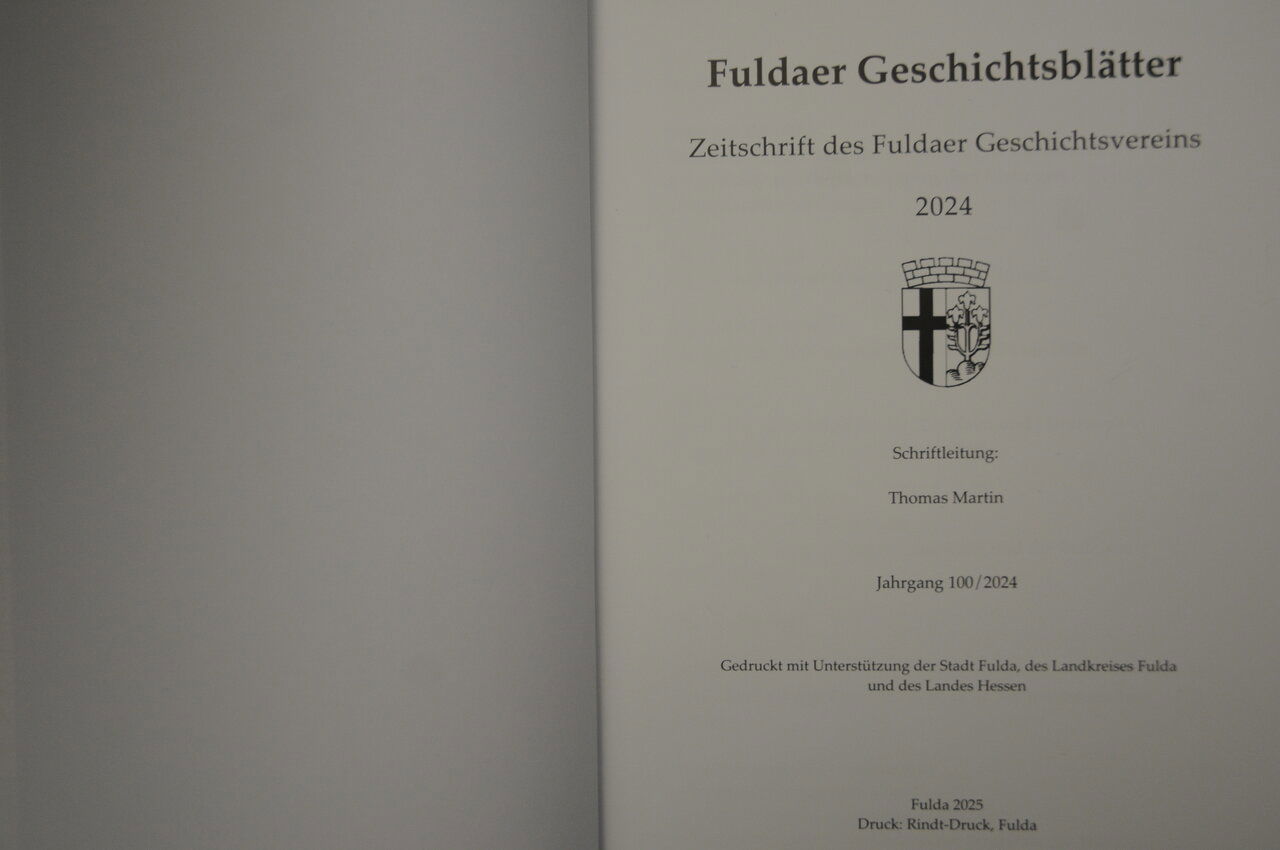 Fuldaer Geschichtsblätter
Zeitschrift des Fuldaer Geschichtsvereins
2024
Schriftleitung:
Thomas Martin
Jahrgang 100/2024
Gedruckt mit Unterstützung der Stadt Fulda, des Landkreises Fulda
und des Landes Hessen
Fulda 2025
Druck: Rindt-Druck, Fulda